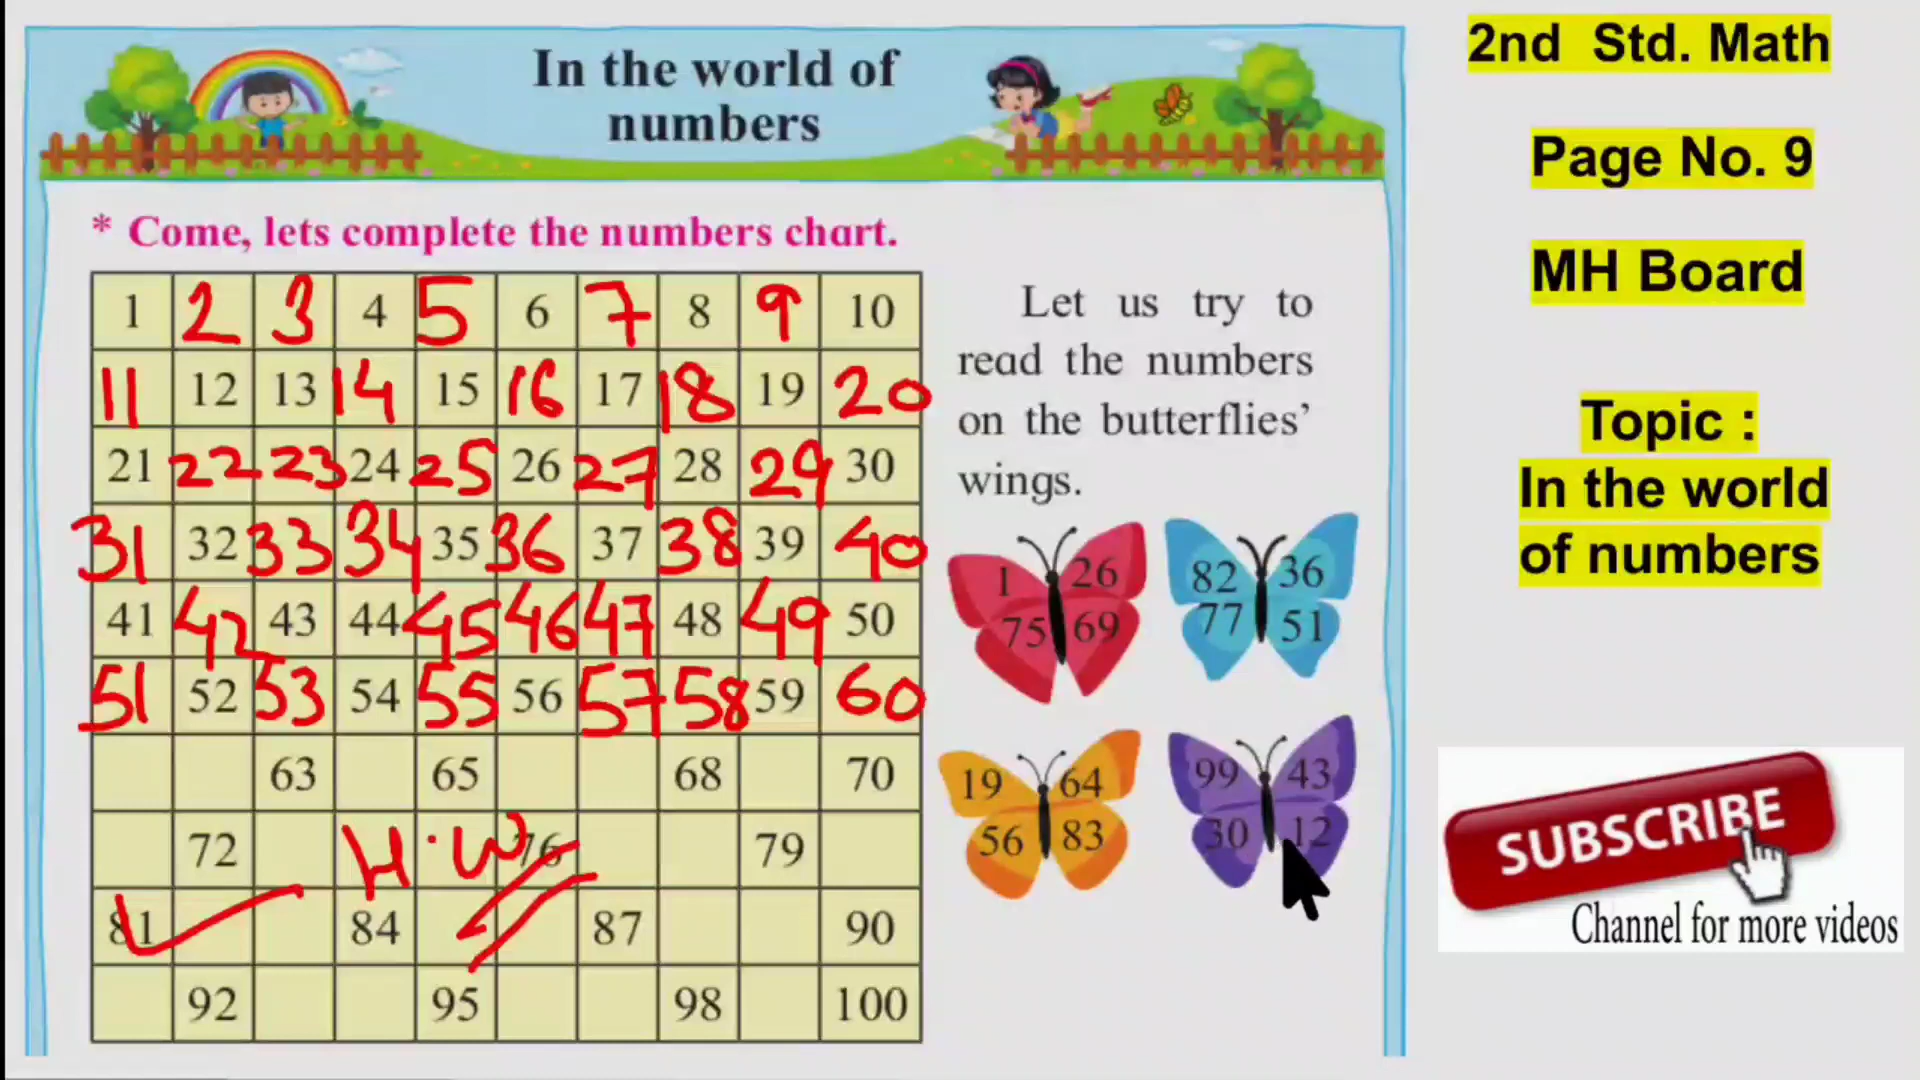 In the world of
numbers
* Come, lets complete the numbers chart.
1 2 3 4 5 6 7 8 9 10
11 12 13 14 15 16 17 18 19 20
21 22 23 24 25 26 27 28 29 30
31 32 33 34 35 36 37 38 39 40
41 42 43 44 45 46 47 48 49 50
51 52 53 54 55 56 57 58 59 60
63 65 68 70
72 H.W 76 79
81 84 87 90
92 95 98 100
Let us try to
read the numbers
on the butterflies'
wings.
1 26
75 69
82 36
77 51
19 64
56 83
99 43
30 12
2nd Std. Math
Page No. 9
MH Board
Topic :
In the world
of numbers
SUBSCRIBE
Channel for more videos